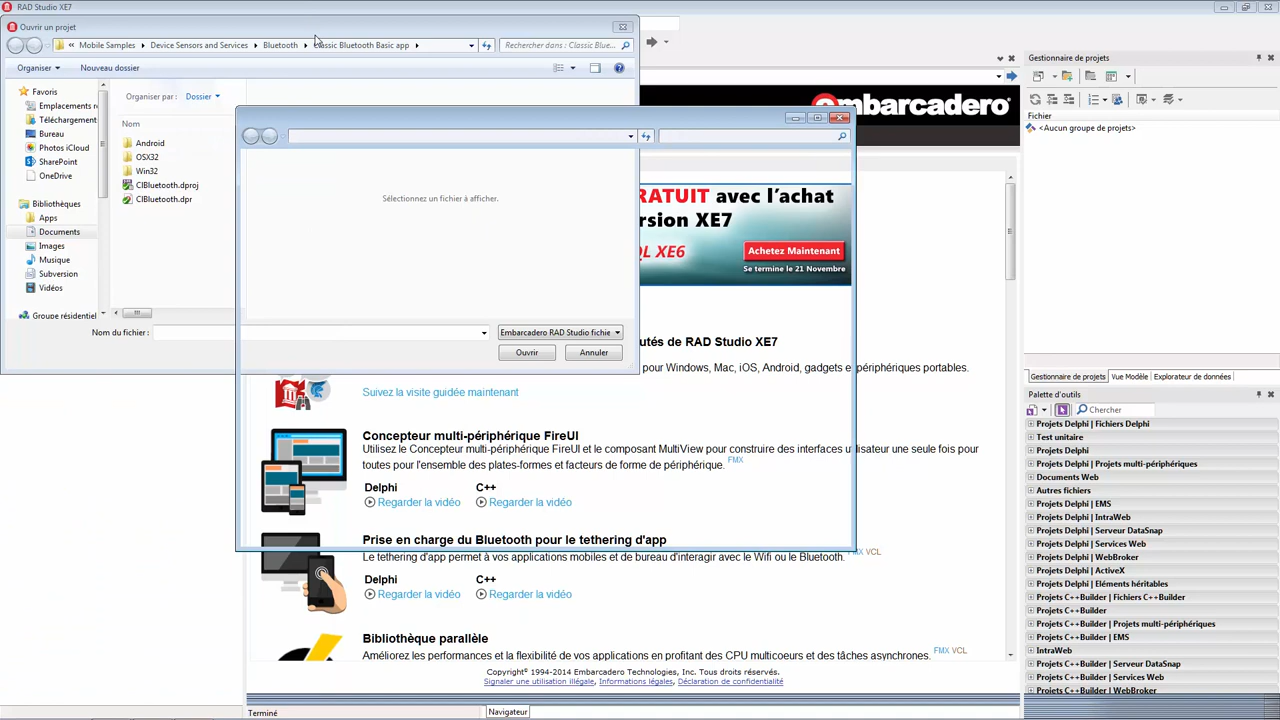 RAD Studio XE7
Ouvrir un projet
Mobile Samples
Device Sensors and Services
Bluetooth
Classic Bluetooth Basic app
Rechercher dans : Classic Blue...
Organiser
Nouveau dossier
Favoris
Emplacements r
Téléchargement
Bureau
Photos iCloud
SharePoint
OneDrive
Bibliothèques
Apps
Documents
Images
Musique
Subversion
Vidéos
Groupe résidentiel
Organiser par :
Dossier
Nom
Android
OSX32
Win32
ClBluetooth.dproj
ClBluetooth.dpr
Sélectionnez un fichier à afficher.
Nom du fichier :
Embarcadero RAD Studio fichie
Ouvrir
Annuler
embarcadero
RATUIT avec l'achat
rsion XE7
QL XE6
Achetez Maintenant
Se termine le 21 Novembre
utés de RAD Studio XE7
pour Windows, Mac, iOS, Android, gadgets et périphériques portables.
Suivez la visite guidée maintenant
Concepteur multi-périphérique FireUI
Utilisez le Concepteur multi-périphérique FireUI et le composant MultiView pour construire des interfaces utilisateur une seule fois pour
toutes pour l'ensemble des plates-formes et facteurs de forme de périphérique. FMX
Delphi
C++
Regarder la vidéo
Regarder la vidéo
Prise en charge du Bluetooth pour le tethering d'app
Le tethering d'app permet à vos applications mobiles et de bureau d'interagir avec le Wifi ou le Bluetooth. FMX VCL
Delphi
C++
Regarder la vidéo
Regarder la vidéo
Bibliothèque parallèle
Améliorez les performances et la flexibilité de vos applications en profitant des CPU multicoeurs et des tâches asynchrones. FMX VCL
Copyright© 1994-2014 Embarcadero Technologies, Inc. Tous droits réservés.
Signaler une utilisation illégale, Informations légales, Déclaration de confidentialité
Terminé
Navigateur
Gestionnaire de projets
Fichier
<Aucun groupe de projets>
Gestionnaire de projets
Vue Modèle
Explorateur de données
Palette d'outils
Chercher
Projets Delphi | Fichiers Delphi
Test unitaire
Projets Delphi
Projets Delphi | Projets multi-périphériques
Documents Web
Autres fichiers
Projets Delphi | EMS
Projets Delphi | IntraWeb
Projets Delphi | Serveur DataSnap
Projets Delphi | Services Web
Projets Delphi | WebBroker
Projets Delphi | ActiveX
Projets Delphi | Eléments héritables
Projets C++Builder | Fichiers C++Builder
Projets C++Builder
Projets C++Builder | Projets multi-périphériques
Projets C++Builder | EMS
IntraWeb
Projets C++Builder | Serveur DataSnap
Projets C++Builder | Services Web
Projets C++Builder | WebBroker